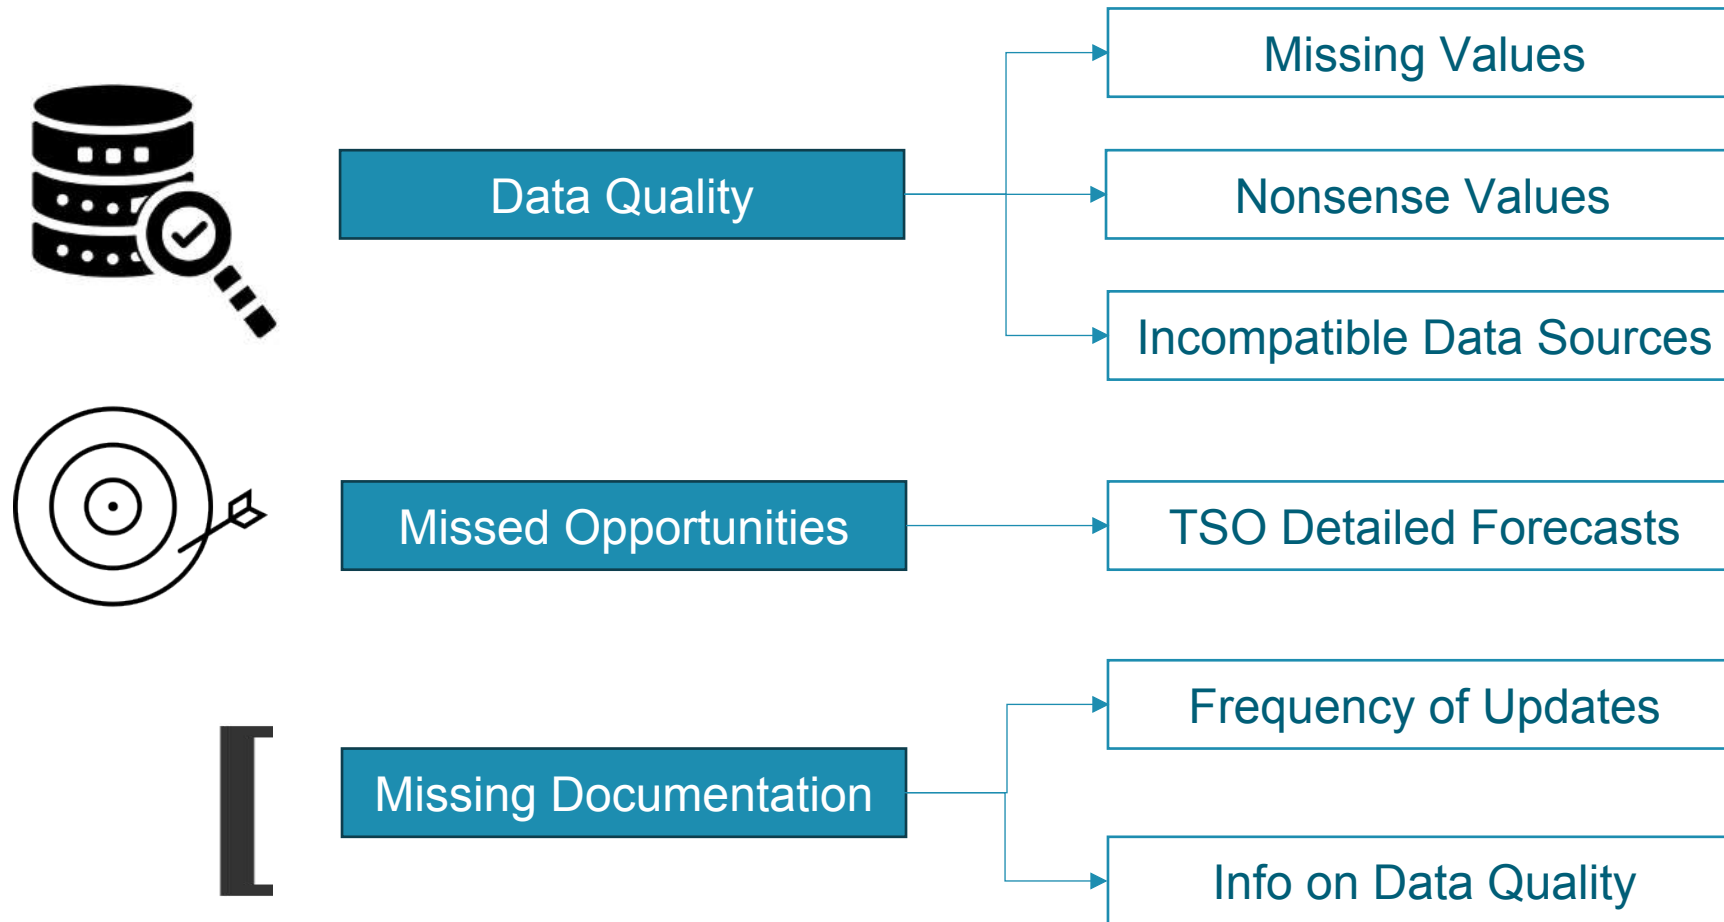 Data Quality
Missing Values
Nonsense Values
Incompatible Data Sources
Missed Opportunities
TSO Detailed Forecasts
[
Missing Documentation
Frequency of Updates
Info on Data Quality